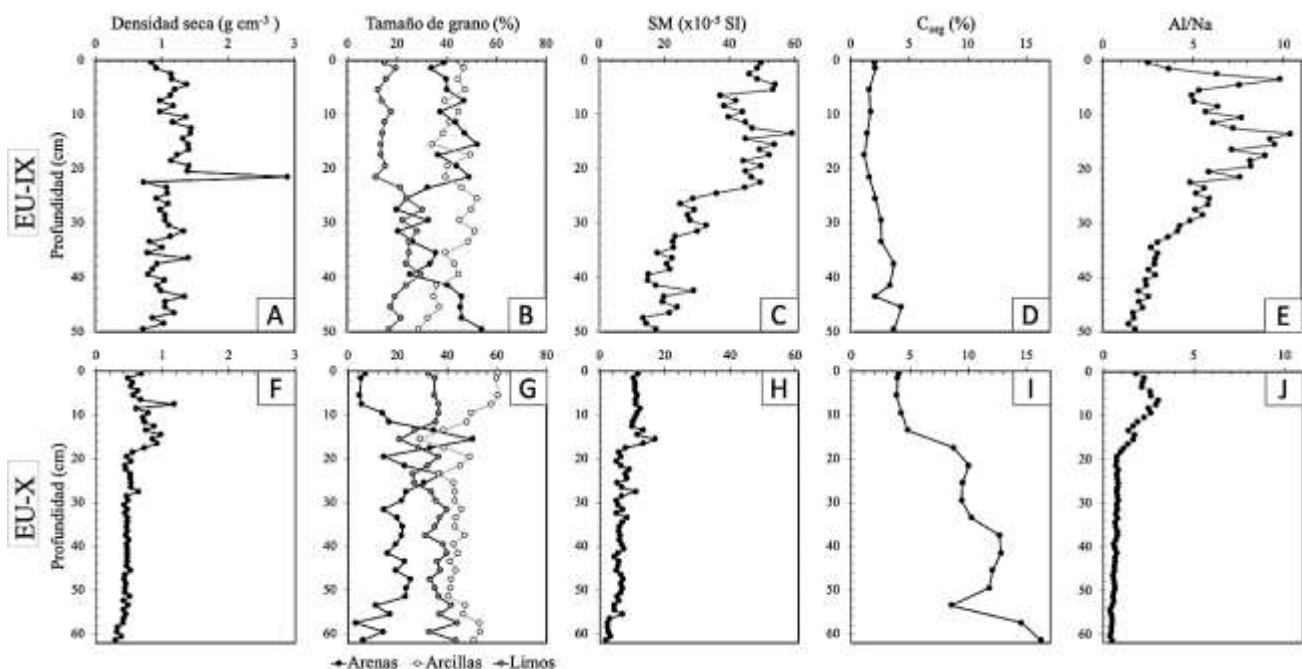 Densidad seca (g cm⁻³)
Tamaño de grano (%)
SM (x10⁻⁵ SI)
Corg (%)
Al/Na
0 1 2 3
0 20 40 60 80
0 20 40 60
0 5 10 15
0 5 10
EU-IX
Profundidad (cm)
0
10
20
30
40
50
A
B
C
D
E
0 1 2 3
0 20 40 60 80
0 20 40 60
0 5 10 15
0 5 10
EU-X
Profundidad (cm)
0
10
20
30
40
50
60
F
G
H
I
J
Arenas Arcillas Limos